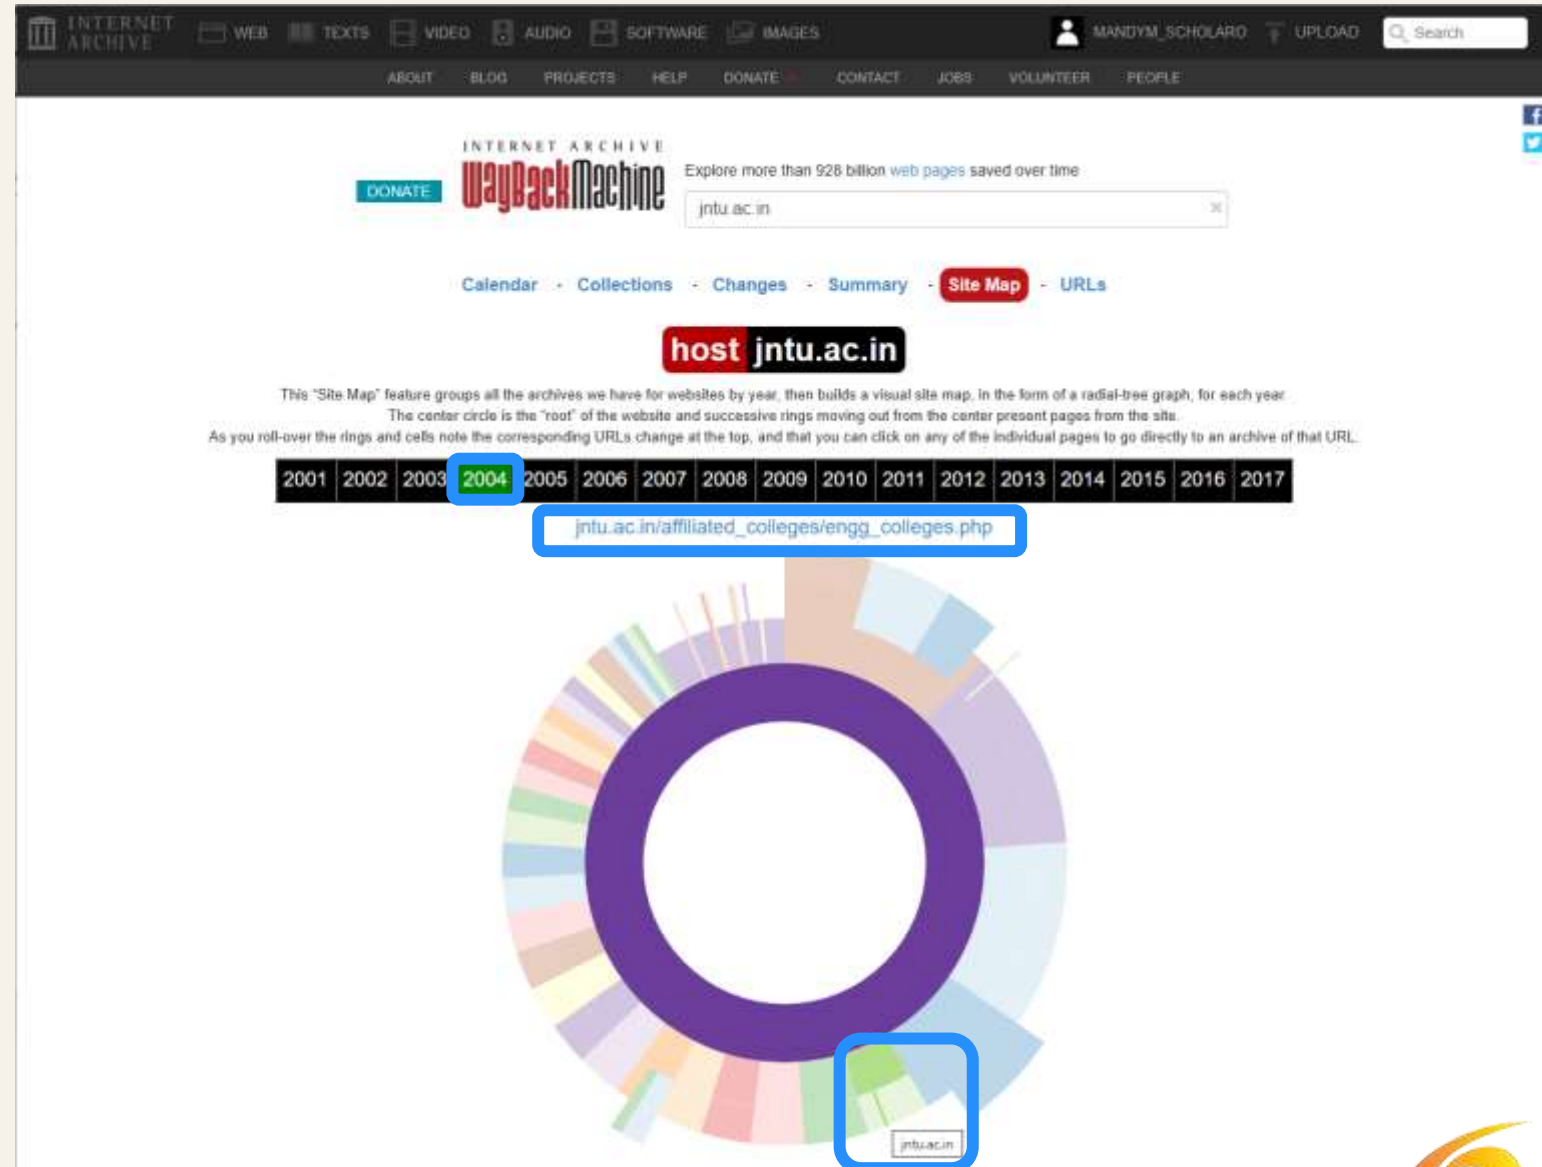 INTERNET ARCHIVE
WEB TEXTS VIDEO AUDIO SOFTWARE IMAGES MANDYM_SCHOLARO UPLOAD Search
ABOUT BLOG PROJECTS HELP DONATE CONTACT JOBS VOLUNTEER PEOPLE
INTERNET ARCHIVE
DONATE WayBackMachine
Explore more than 928 billion web pages saved over time
jntu.ac.in
Calendar - Collections - Changes - Summary - Site Map - URLs
host jntu.ac.in
This "Site Map" feature groups all the archives we have for websites by year, then builds a visual site map, in the form of a radial-tree graph, for each year.
The center circle is the "root" of the website and successive rings moving out from the center present pages from the site.
As you roll-over the rings and cells note the corresponding URLs change at the top, and that you can click on any of the individual pages to go directly to an archive of that URL.
2001 2002 2003 2004 2005 2006 2007 2008 2009 2010 2011 2012 2013 2014 2015 2016 2017
jntu.ac.in/affiliated_colleges/engg_colleges.php
jntu.ac.in